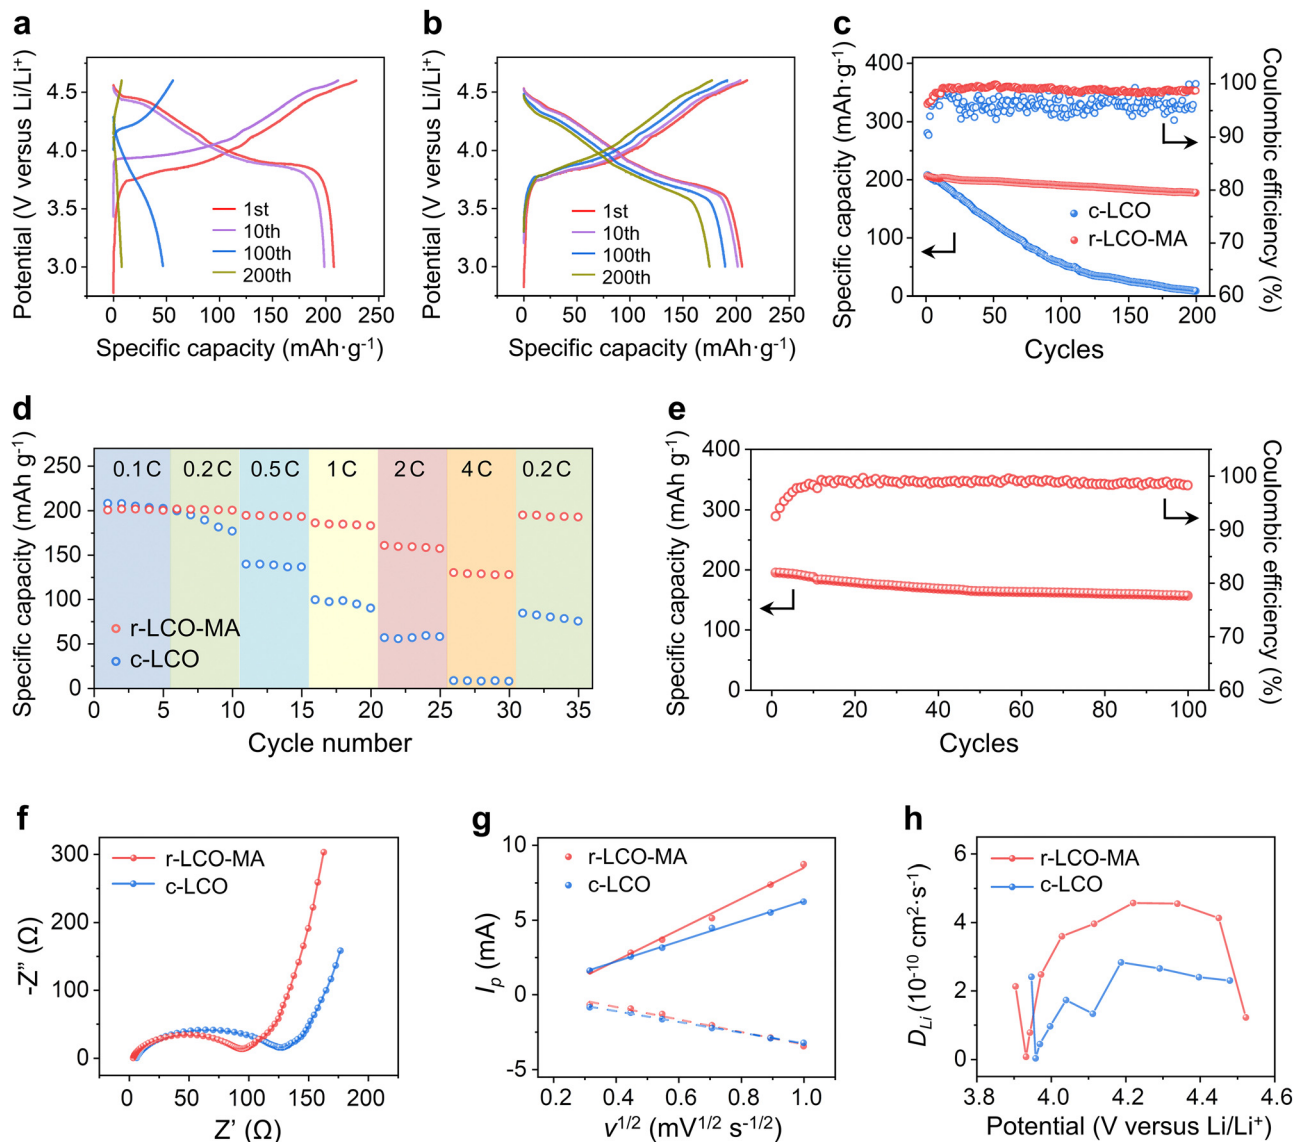 a
Potential (V versus Li/Li⁺)
4.5
4.0
3.5
3.0
1st
10th
100th
200th
0 50 100 150 200 250
Specific capacity (mAh·g⁻¹)
b
Potential (V versus Li/Li⁺)
4.5
4.0
3.5
3.0
1st
10th
100th
200th
0 50 100 150 200 250
Specific capacity (mAh·g⁻¹)
c
Specific capacity (mAh·g⁻¹)
400
300
200
100
0
c-LCO
r-LCO-MA
100
90
80
70
60
Coulombic efficiency (%)
0 50 100 150 200
Cycles
d
Specific capacity (mAh g⁻¹)
250
200
150
100
50
0
0.1 C 0.2 C 0.5 C 1 C 2 C 4 C 0.2 C
r-LCO-MA
c-LCO
0 5 10 15 20 25 30 35
Cycle number
e
Specific capacity (mAh g⁻¹)
400
300
200
100
0
100
90
80
70
60
Coulombic efficiency (%)
0 20 40 60 80 100
Cycles
f
-Z″ (Ω)
300
200
100
0
r-LCO-MA
c-LCO
0 50 100 150 200
Z' (Ω)
g
Iₚ (mA)
10
5
0
-5
r-LCO-MA
c-LCO
0.2 0.4 0.6 0.8 1.0
v¹ᐟ² (mV¹ᐟ² s⁻¹ᐟ²)
h
D_Li (10⁻¹⁰ cm²·s⁻¹)
6
4
2
0
r-LCO-MA
c-LCO
3.8 4.0 4.2 4.4 4.6
Potential (V versus Li/Li⁺)